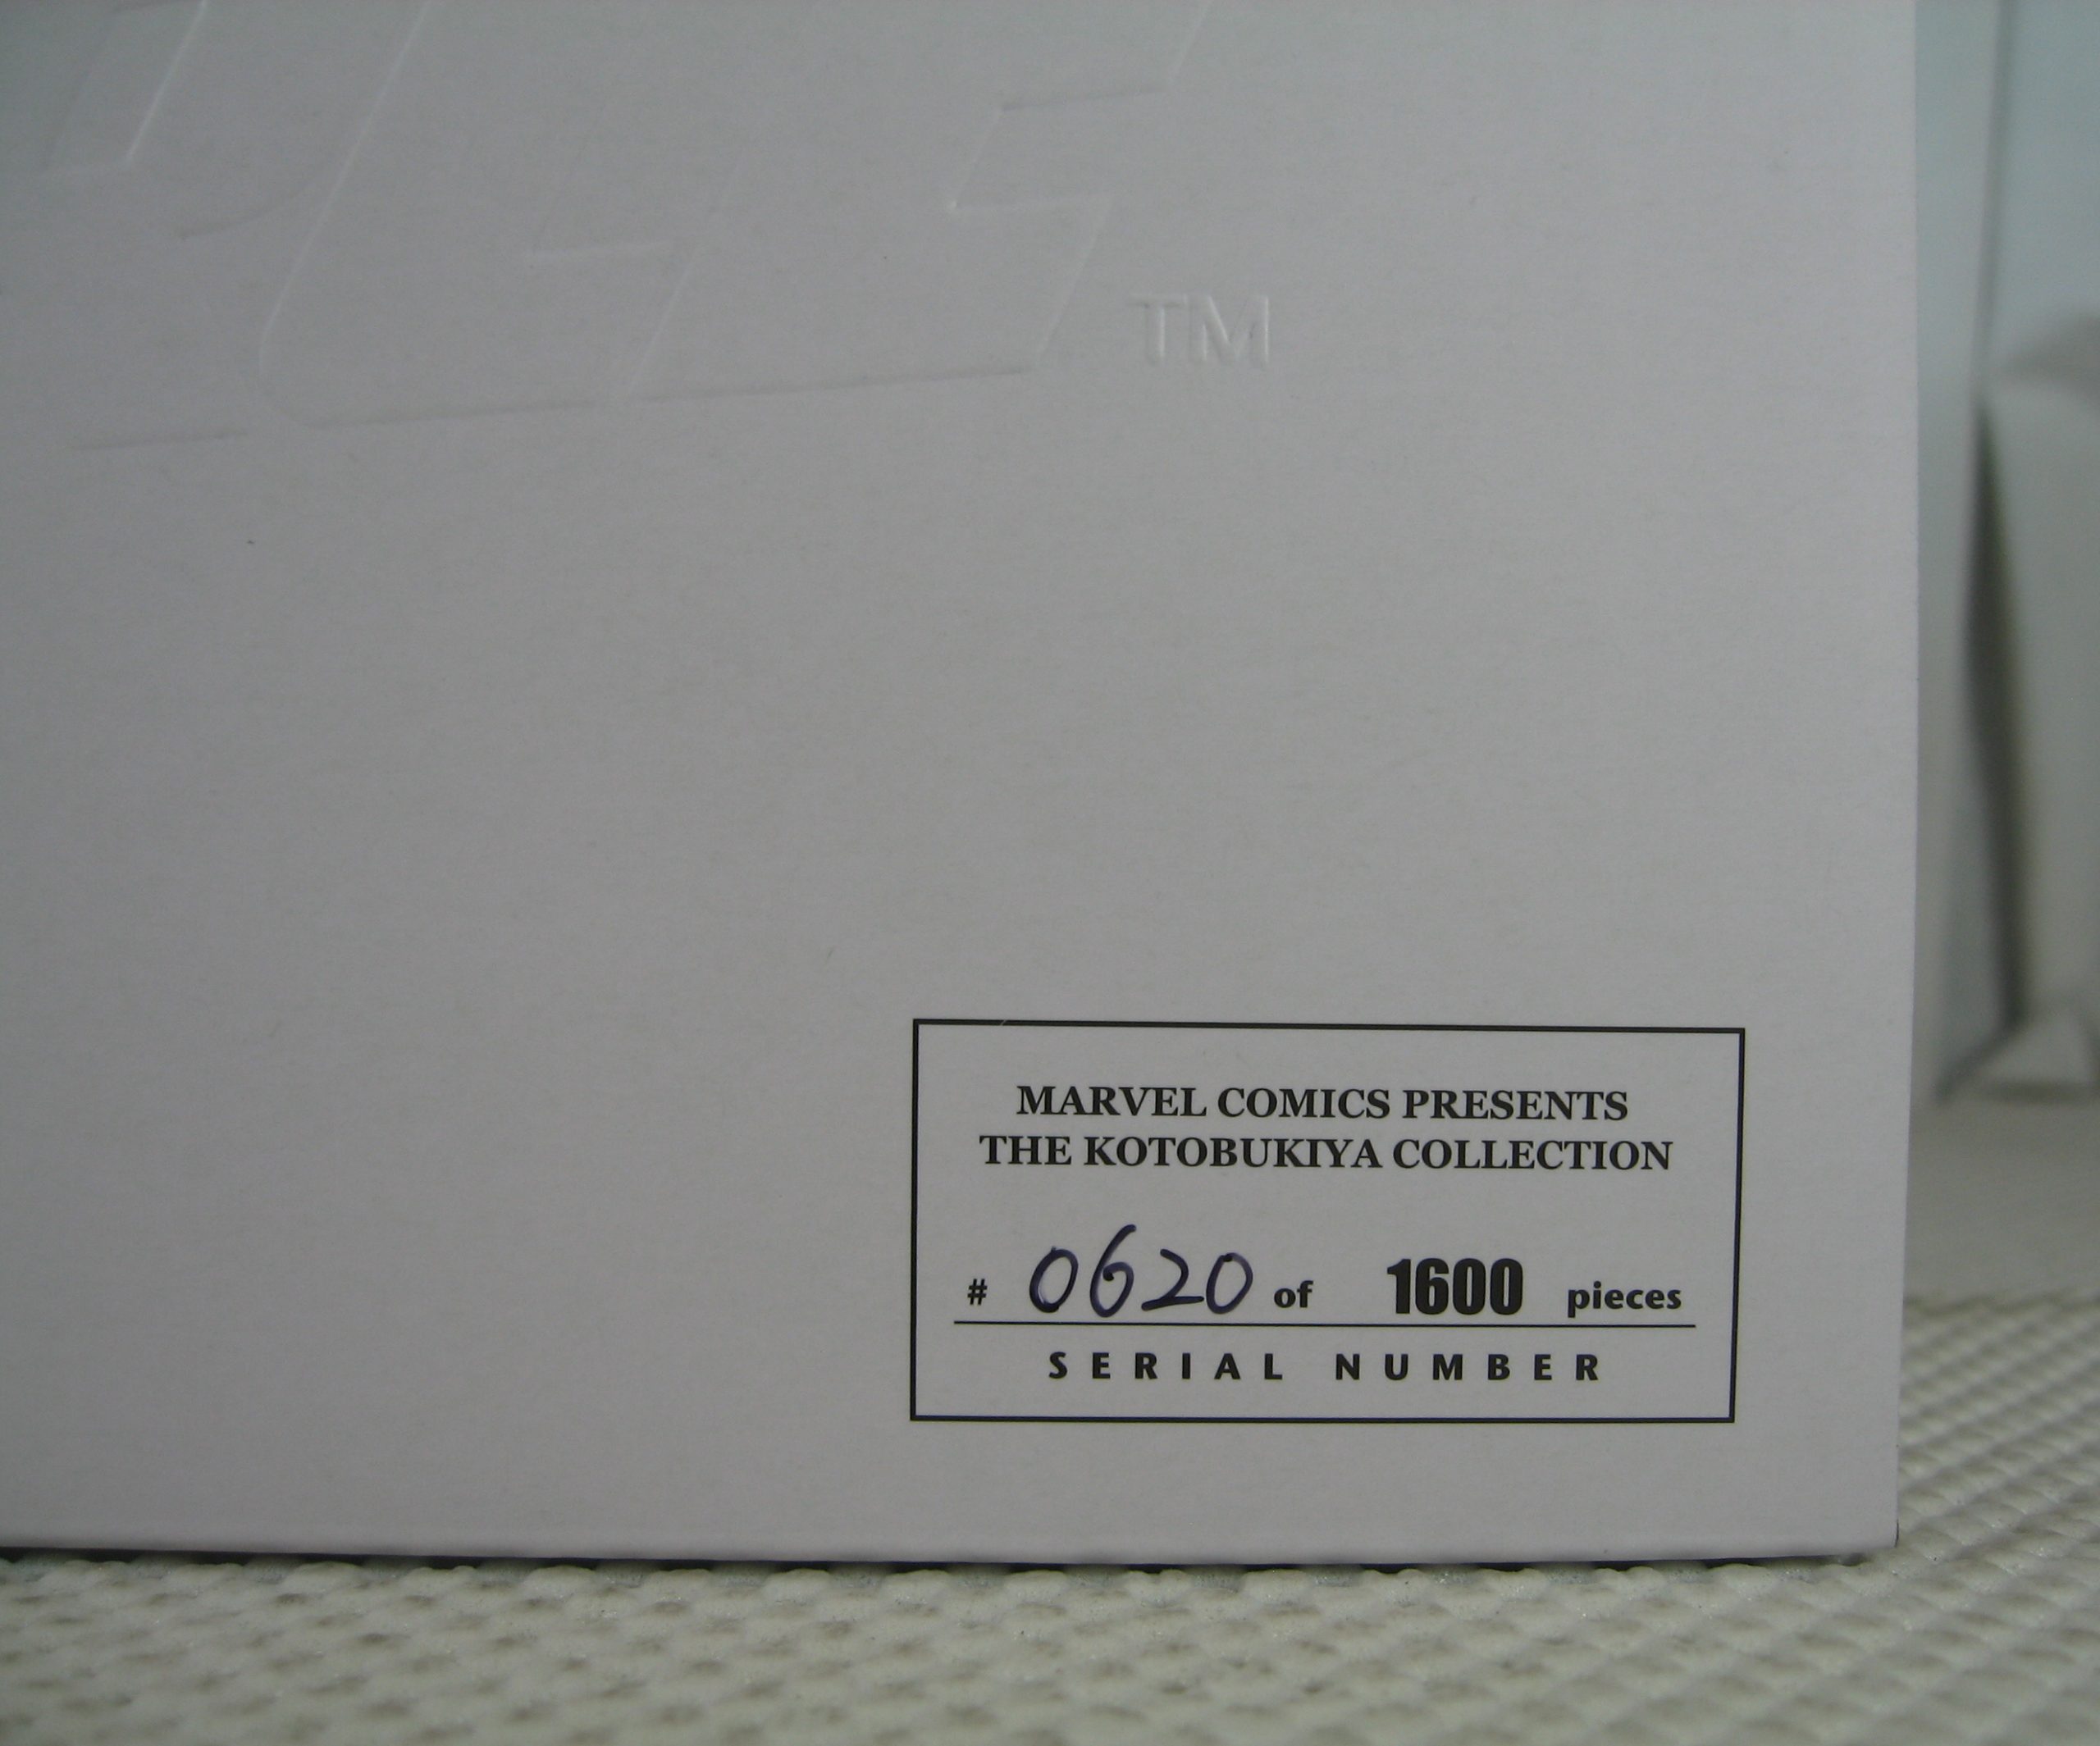 TM
MARVEL COMICS PRESENTS
THE KOTOBUKIYA COLLECTION
# 0620 of 1600 pieces
SERIAL NUMBER